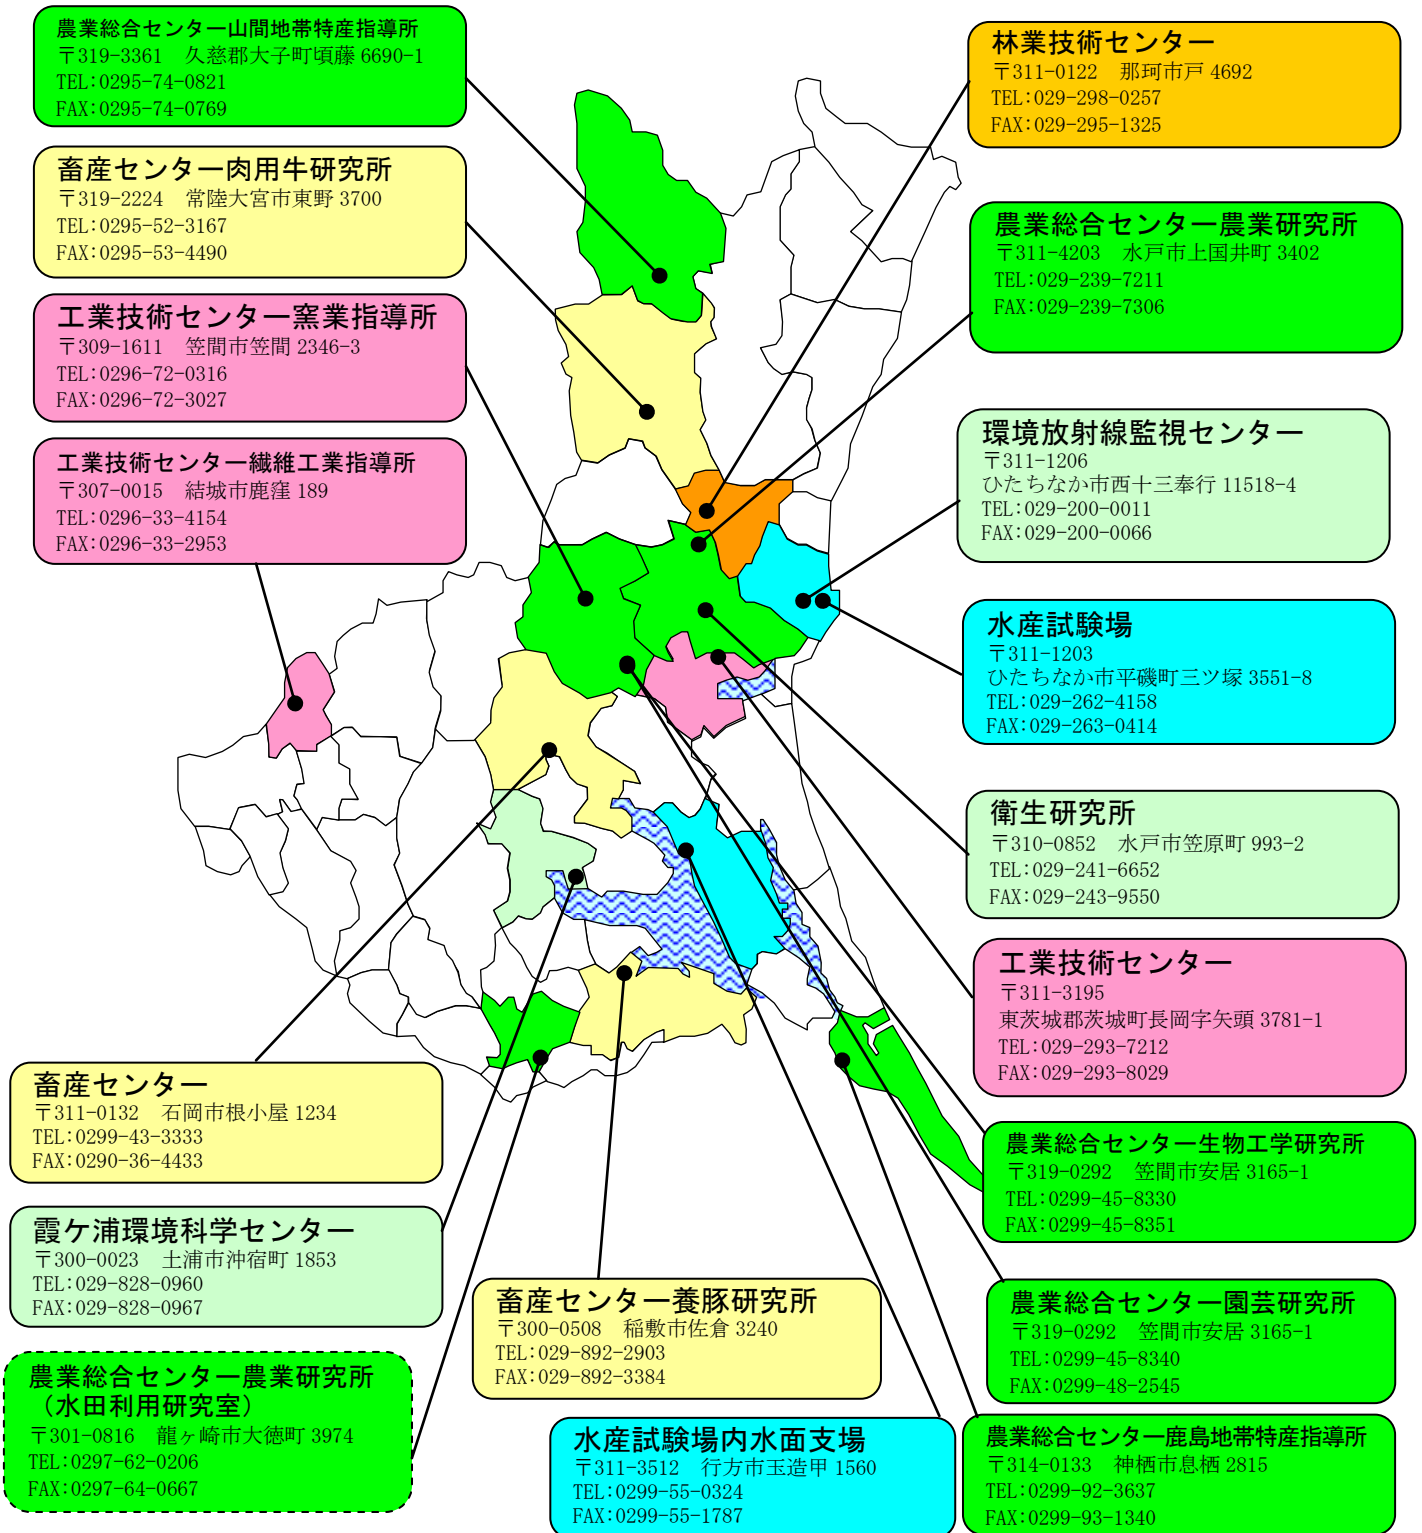 農業総合センター山間地帯特産指導所
〒319-3361　久慈郡大子町頃藤 6690-1
TEL:0295-74-0821
FAX:0295-74-0769
畜産センター肉用牛研究所
〒319-2224　常陸大宮市東野 3700
TEL:0295-52-3167
FAX:0295-53-4490
工業技術センター窯業指導所
〒309-1611　笠間市笠間 2346-3
TEL:0296-72-0316
FAX:0296-72-3027
工業技術センター繊維工業指導所
〒307-0015　結城市鹿窪 189
TEL:0296-33-4154
FAX:0296-33-2953
林業技術センター
〒311-0122　那珂市戸 4692
TEL:029-298-0257
FAX:029-295-1325
農業総合センター農業研究所
〒311-4203　水戸市上国井町 3402
TEL:029-239-7211
FAX:029-239-7306
環境放射線監視センター
〒311-1206
ひたちなか市西十三奉行 11518-4
TEL:029-200-0011
FAX:029-200-0066
水産試験場
〒311-1203
ひたちなか市平磯町三ツ塚 3551-8
TEL:029-262-4158
FAX:029-263-0414
衛生研究所
〒310-0852　水戸市笠原町 993-2
TEL:029-241-6652
FAX:029-243-9550
工業技術センター
〒311-3195
東茨城郡茨城町長岡字矢頭 3781-1
TEL:029-293-7212
FAX:029-293-8029
畜産センター
〒311-0132　石岡市根小屋 1234
TEL:0299-43-3333
FAX:0290-36-4433
霞ケ浦環境科学センター
〒300-0023　土浦市沖宿町 1853
TEL:029-828-0960
FAX:029-828-0967
農業総合センター農業研究所
（水田利用研究室）
〒301-0816　龍ヶ崎市大徳町 3974
TEL:0297-62-0206
FAX:0297-64-0667
畜産センター養豚研究所
〒300-0508　稲敷市佐倉 3240
TEL:029-892-2903
FAX:029-892-3384
水産試験場内水面支場
〒311-3512　行方市玉造甲 1560
TEL:0299-55-0324
FAX:0299-55-1787
農業総合センター生物工学研究所
〒319-0292　笠間市安居 3165-1
TEL:0299-45-8330
FAX:0299-45-8351
農業総合センター園芸研究所
〒319-0292　笠間市安居 3165-1
TEL:0299-45-8340
FAX:0299-48-2545
農業総合センター鹿島地帯特産指導所
〒314-0133　神栖市息栖 2815
TEL:0299-92-3637
FAX:0299-93-1340